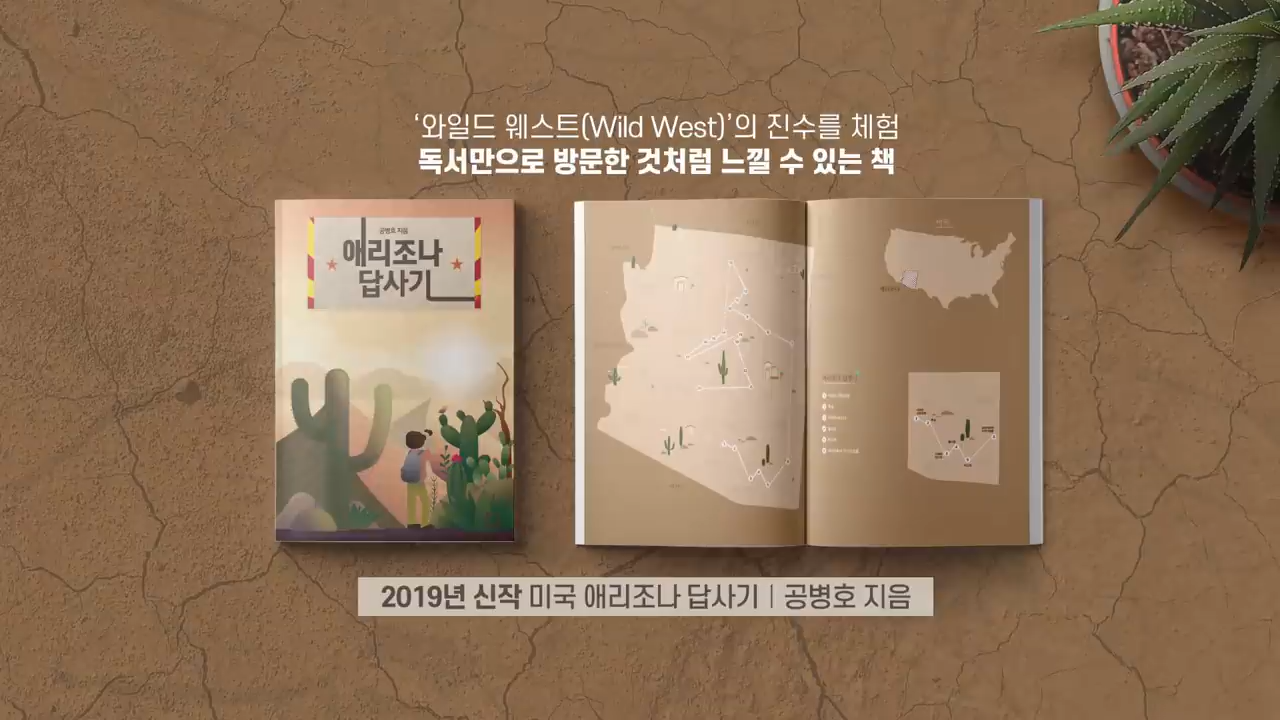 ‘와일드 웨스트(Wild West)’의 진수를 체험
독서만으로 방문한 것처럼 느낄 수 있는 책
공병호 지음
애리조나
답사기
2019년 신작 미국 애리조나 답사기 | 공병호 지음